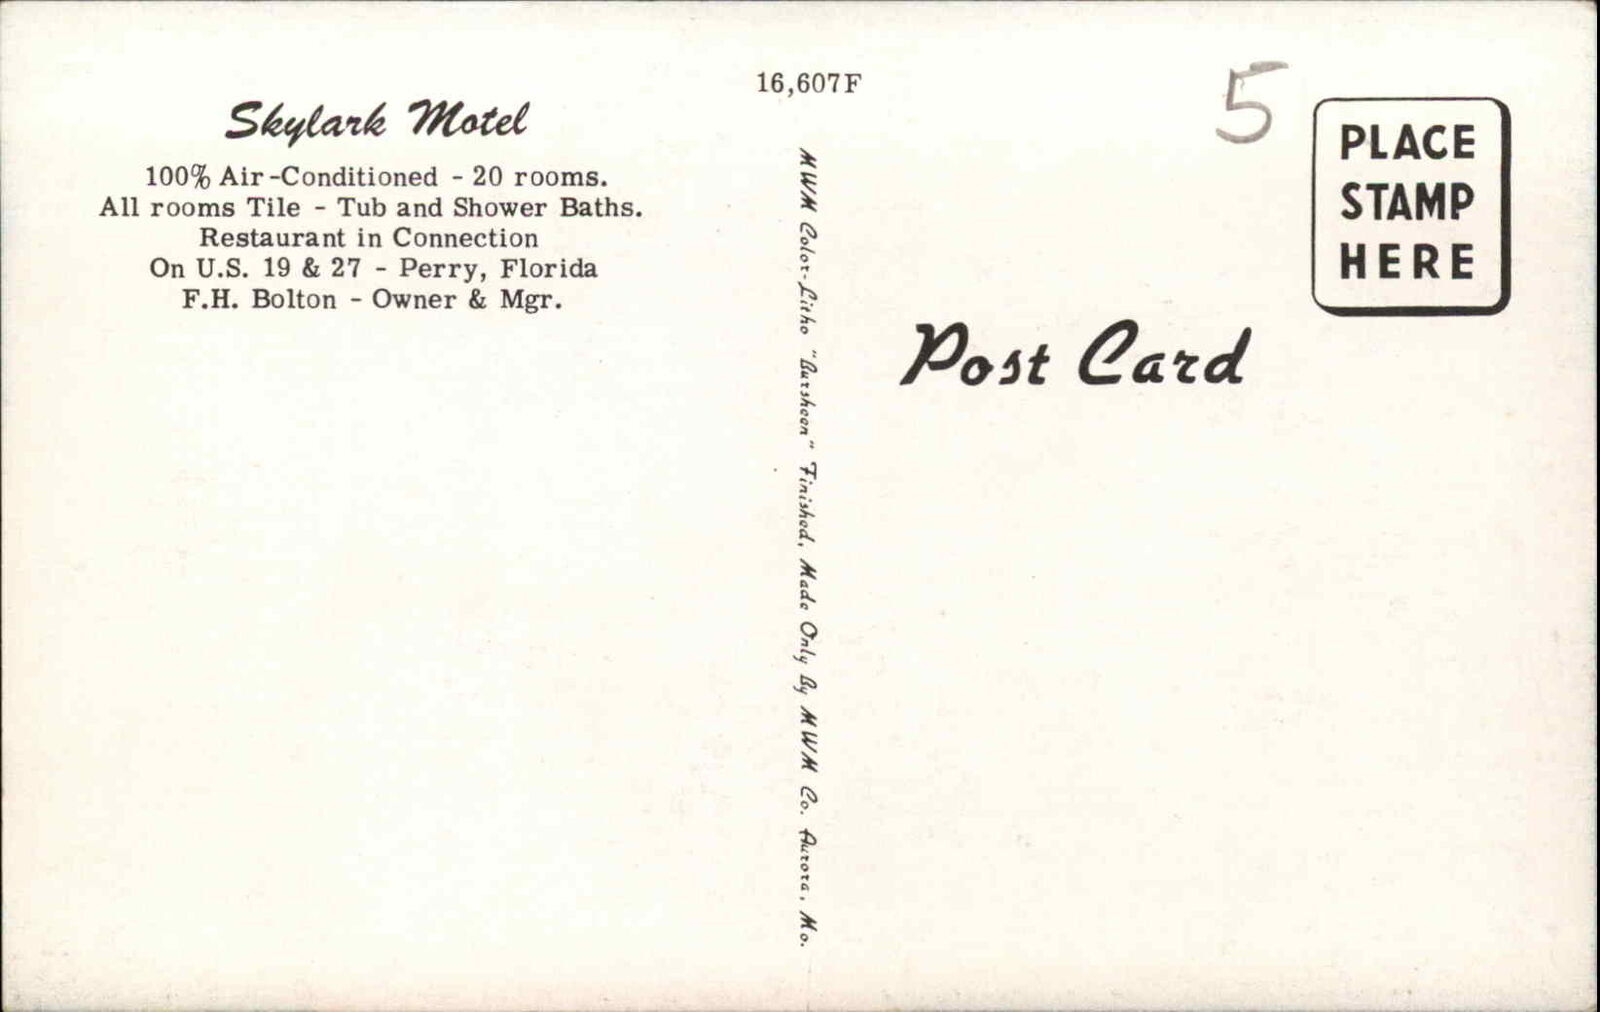 Skylark Motel
100% Air-Conditioned - 20 rooms.
All rooms Tile - Tub and Shower Baths.
Restaurant in Connection
On U.S. 19 & 27 - Perry, Florida
F.H. Bolton - Owner & Mgr.
16,607F
MWM Color-Litho "Bursheen" Finished, Made Only By MWM Co. Aurora, Mo.
5
PLACE
STAMP
HERE
Post Card